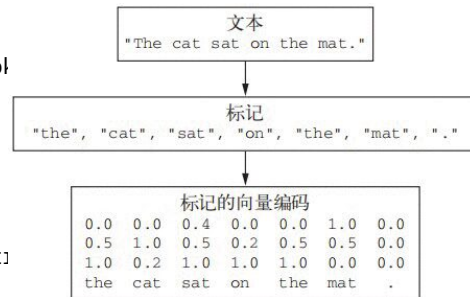 文本
"The cat sat on the mat."
标记
"the", "cat", "sat", "on", "the", "mat", "."
标记的向量编码
0.0 0.0 0.4 0.0 0.0 1.0 0.0
0.5 1.0 0.5 0.2 0.5 0.5 0.0
1.0 0.2 1.0 1.0 1.0 0.0 0.0
the cat sat on the mat .